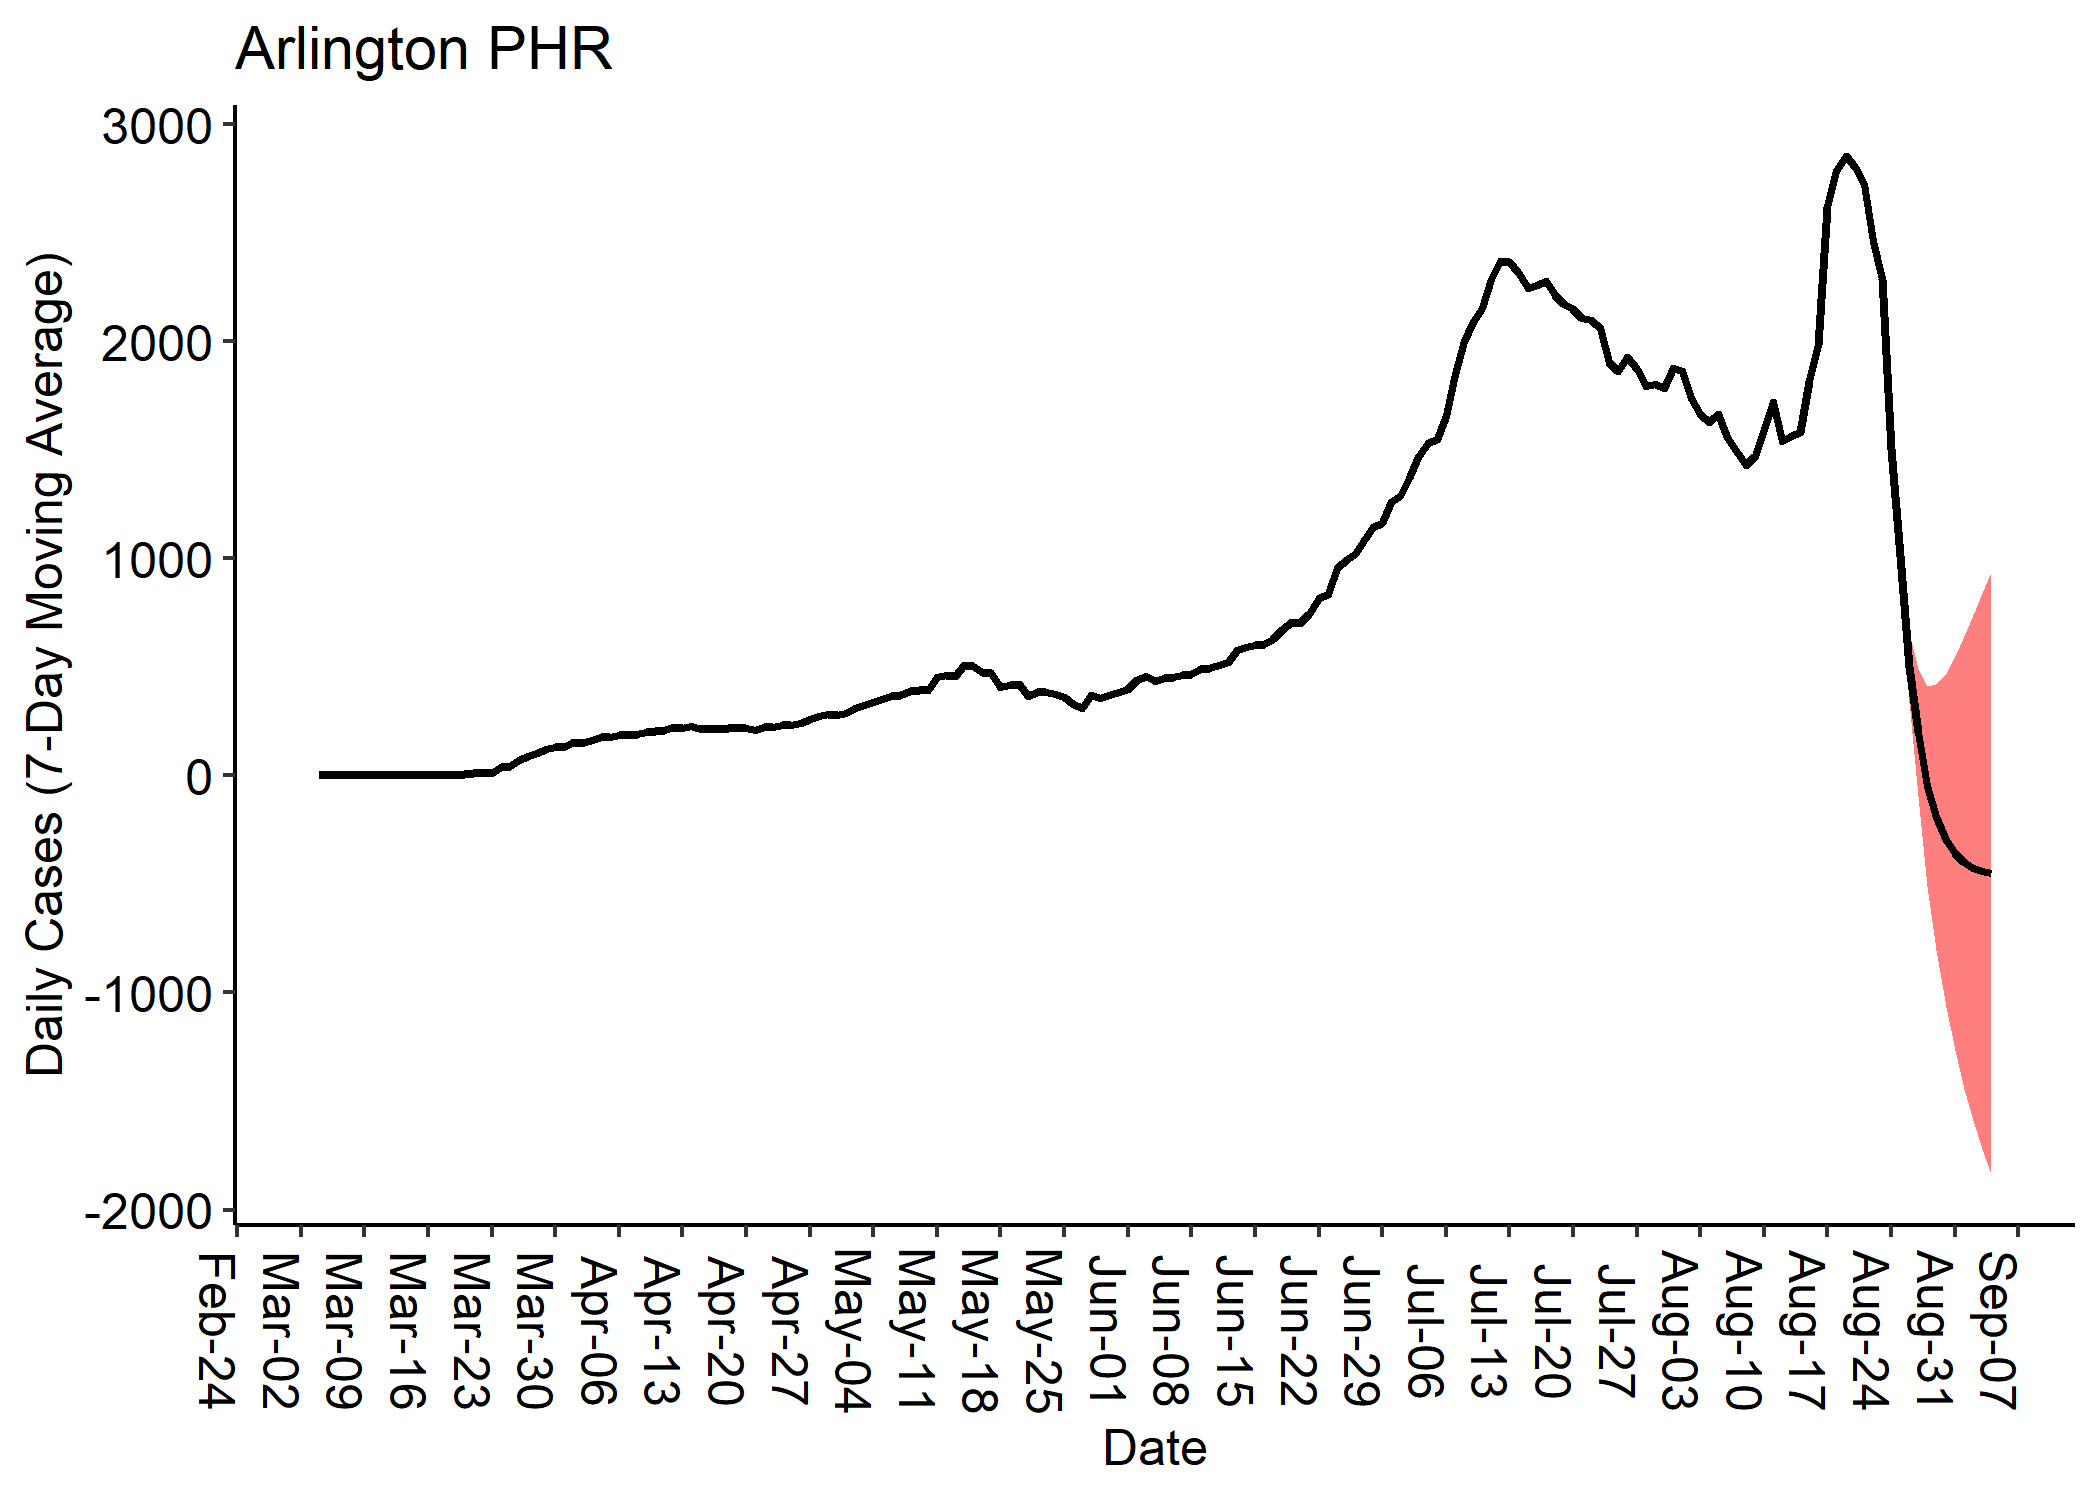 Arlington PHR
Daily Cases (7-Day Moving Average)
3000
2000
1000
0
-1000
-2000
Feb-24
Mar-02
Mar-09
Mar-16
Mar-23
Mar-30
Apr-06
Apr-13
Apr-20
Apr-27
May-04
May-11
May-18
May-25
Jun-01
Jun-08
Jun-15
Jun-22
Jun-29
Jul-06
Jul-13
Jul-20
Jul-27
Aug-03
Aug-10
Aug-17
Aug-24
Aug-31
Sep-07
Date